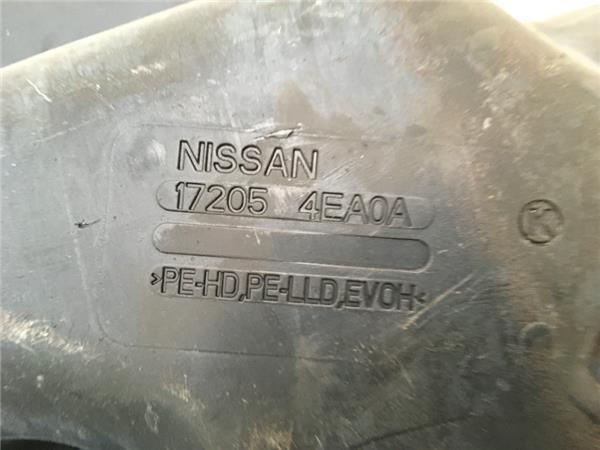 NISSAN
17205 4EA0A
K
>PE-HD,PE-LLD,EVOH<